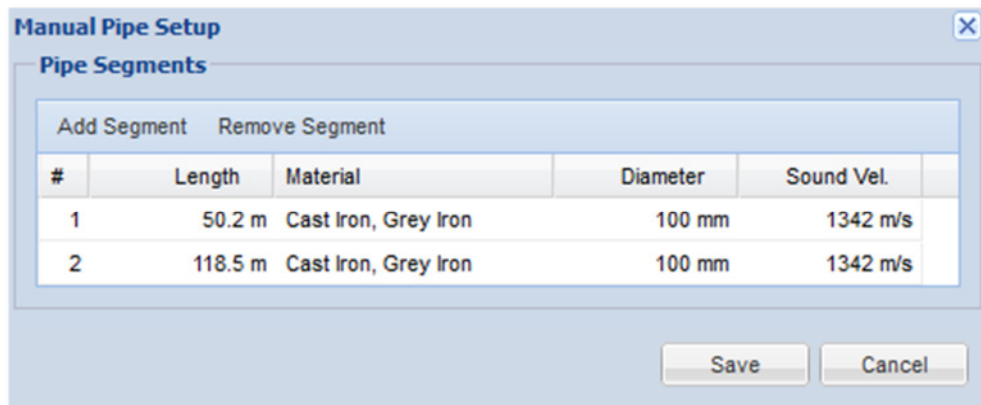 Manual Pipe Setup
Pipe Segments
Add Segment Remove Segment
# Length Material Diameter Sound Vel.
1 50.2 m Cast Iron, Grey Iron 100 mm 1342 m/s
2 118.5 m Cast Iron, Grey Iron 100 mm 1342 m/s
Save Cancel